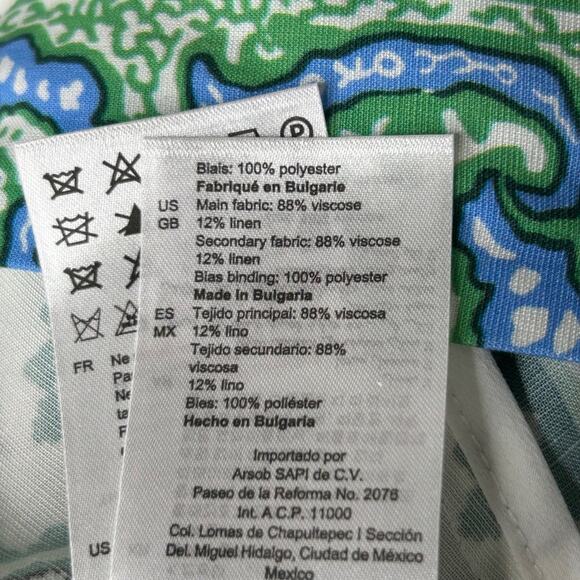 P
Biais: 100% polyester
Fabriqué en Bulgarie
US Main fabric: 88% viscose
GB 12% linen
Secondary fabric: 88% viscose
12% linen
Bias binding: 100% polyester
Made in Bulgaria
ES Tejido principal: 88% viscosa
MX 12% lino
Tejido secundario: 88%
viscosa
12% lino
Bies: 100% poliéster
Hecho en Bulgaria
Importado por
Arsob SAPI de C.V.
Paseo de la Reforma No. 2076
Int. A C.P. 11000
Col. Lomas de Chapultepec I Sección
Del. Miguel Hidalgo, Ciudad de México
Mexico
FR Ne
US